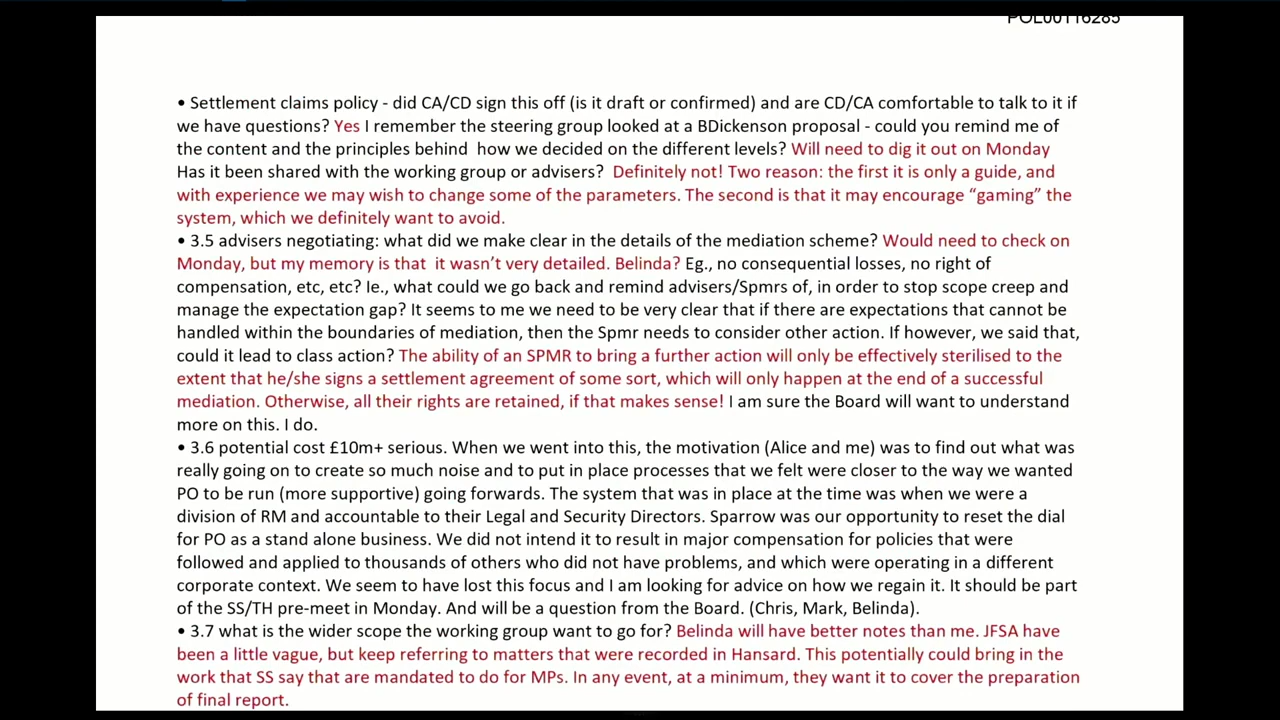 POL00116285
• Settlement claims policy - did CA/CD sign this off (is it draft or confirmed) and are CD/CA comfortable to talk to it if
we have questions? Yes I remember the steering group looked at a BDickenson proposal - could you remind me of
the content and the principles behind  how we decided on the different levels? Will need to dig it out on Monday
Has it been shared with the working group or advisers?  Definitely not! Two reason: the first it is only a guide, and
with experience we may wish to change some of the parameters. The second is that it may encourage “gaming” the
system, which we definitely want to avoid.
• 3.5 advisers negotiating: what did we make clear in the details of the mediation scheme? Would need to check on
Monday, but my memory is that  it wasn’t very detailed. Belinda? Eg., no consequential losses, no right of
compensation, etc, etc? Ie., what could we go back and remind advisers/Spmrs of, in order to stop scope creep and
manage the expectation gap? It seems to me we need to be very clear that if there are expectations that cannot be
handled within the boundaries of mediation, then the Spmr needs to consider other action. If however, we said that,
could it lead to class action? The ability of an SPMR to bring a further action will only be effectively sterilised to the
extent that he/she signs a settlement agreement of some sort, which will only happen at the end of a successful
mediation. Otherwise, all their rights are retained, if that makes sense! I am sure the Board will want to understand
more on this. I do.
• 3.6 potential cost £10m+ serious. When we went into this, the motivation (Alice and me) was to find out what was
really going on to create so much noise and to put in place processes that we felt were closer to the way we wanted
PO to be run (more supportive) going forwards. The system that was in place at the time was when we were a
division of RM and accountable to their Legal and Security Directors. Sparrow was our opportunity to reset the dial
for PO as a stand alone business. We did not intend it to result in major compensation for policies that were
followed and applied to thousands of others who did not have problems, and which were operating in a different
corporate context. We seem to have lost this focus and I am looking for advice on how we regain it. It should be part
of the SS/TH pre-meet in Monday. And will be a question from the Board. (Chris, Mark, Belinda).
• 3.7 what is the wider scope the working group want to go for? Belinda will have better notes than me. JFSA have
been a little vague, but keep referring to matters that were recorded in Hansard. This potentially could bring in the
work that SS say that are mandated to do for MPs. In any event, at a minimum, they want it to cover the preparation
of final report.